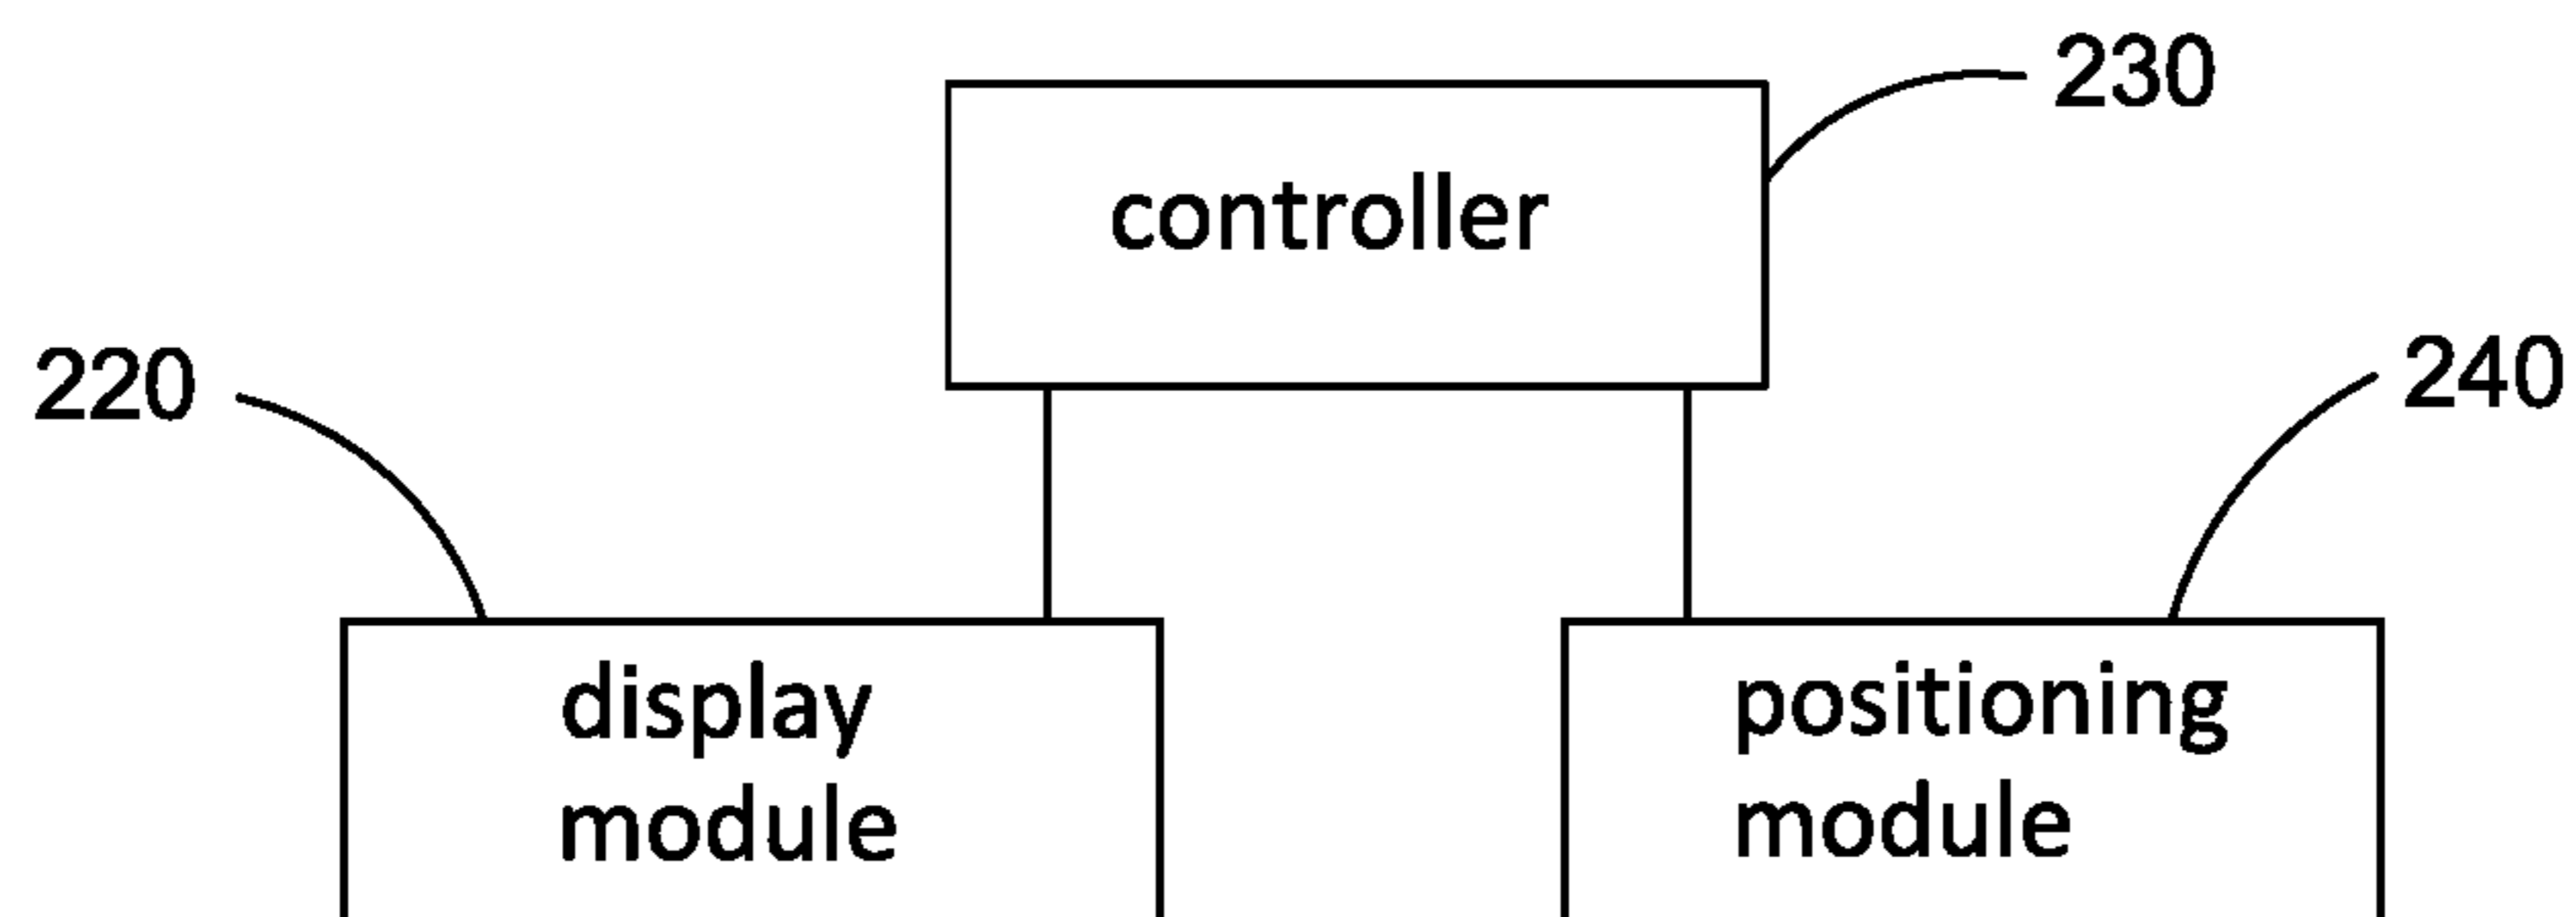 230
controller
220
240
display
module
positioning
module